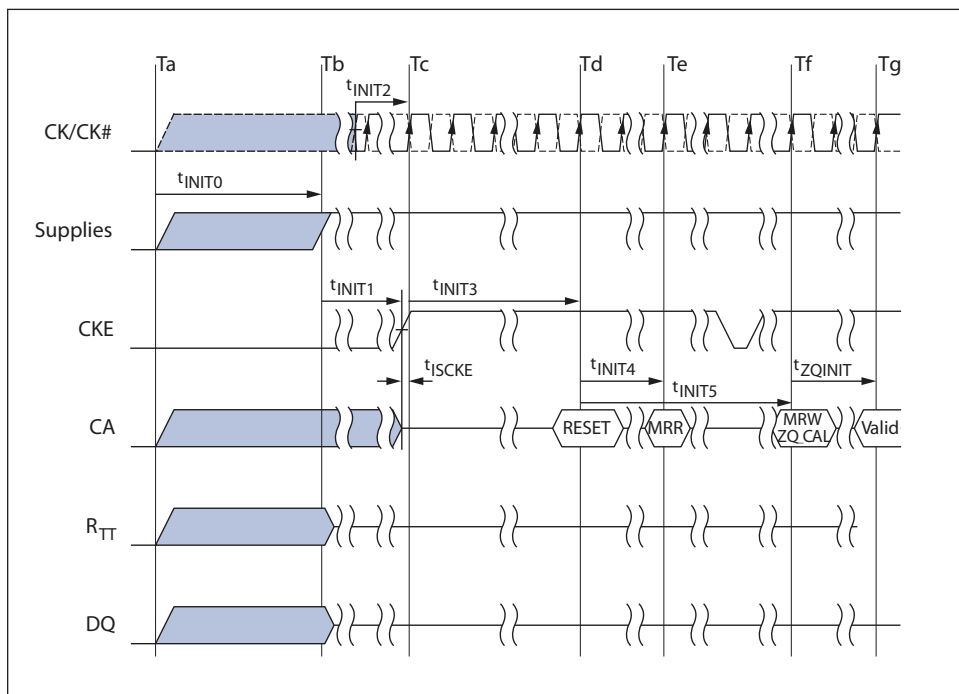 Ta Tb Tc Td Te Tf Tg
tINIT2
CK/CK#
tINIT0
Supplies
tINIT1 tINIT3
CKE
tISCKE tINIT4 tZQINIT
tINIT5
CA RESET MRR MRW ZQ_CAL Valid
RTT
DQ